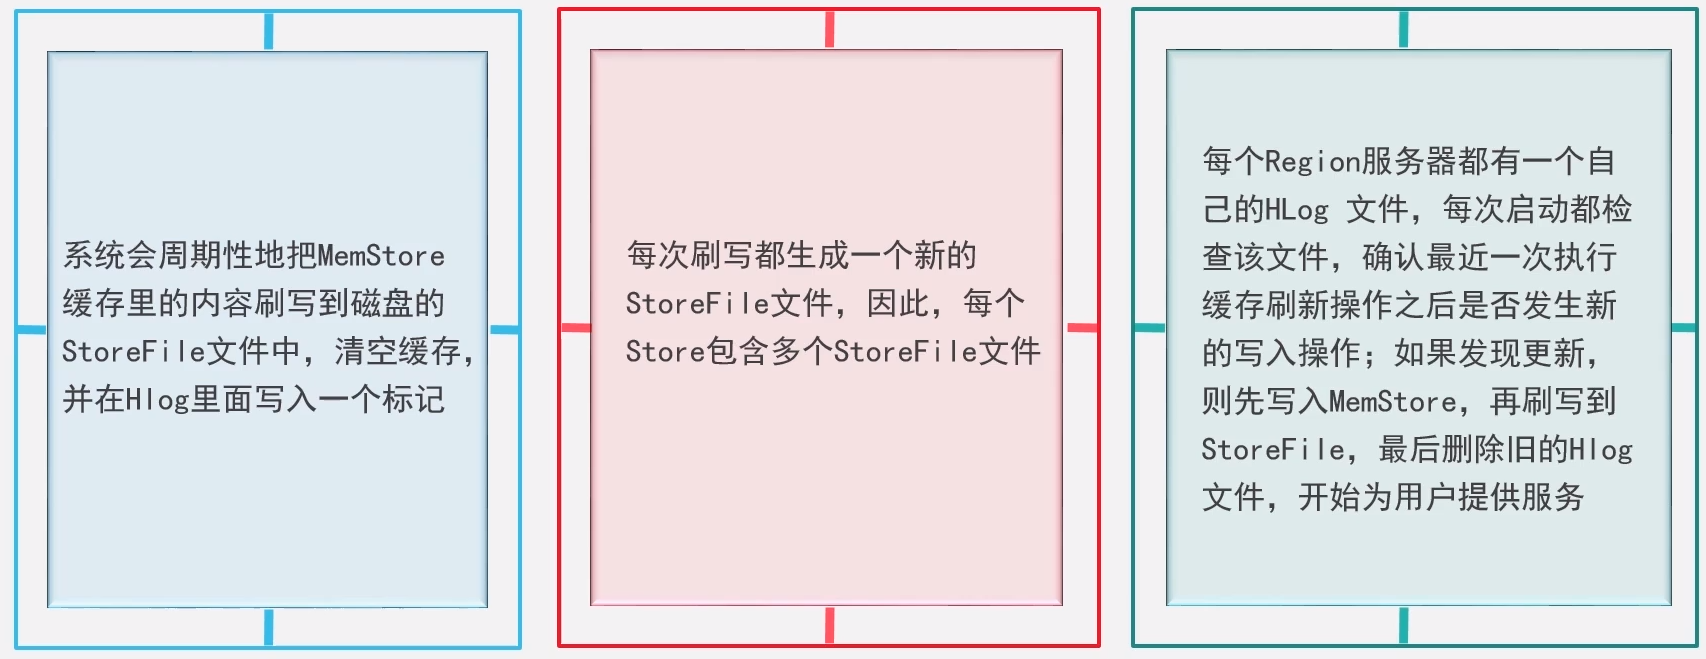 系统会周期性地把MemStore
缓存里的内容刷写到磁盘的
StoreFile文件中，清空缓存，
并在Hlog里面写入一个标记
每次刷写都生成一个新的
StoreFile文件，因此，每个
Store包含多个StoreFile文件
每个Region服务器都有一个自
己的HLog 文件，每次启动都检
查该文件，确认最近一次执行
缓存刷新操作之后是否发生新
的写入操作；如果发现更新，
则先写入MemStore，再刷写到
StoreFile，最后删除旧的Hlog
文件，开始为用户提供服务